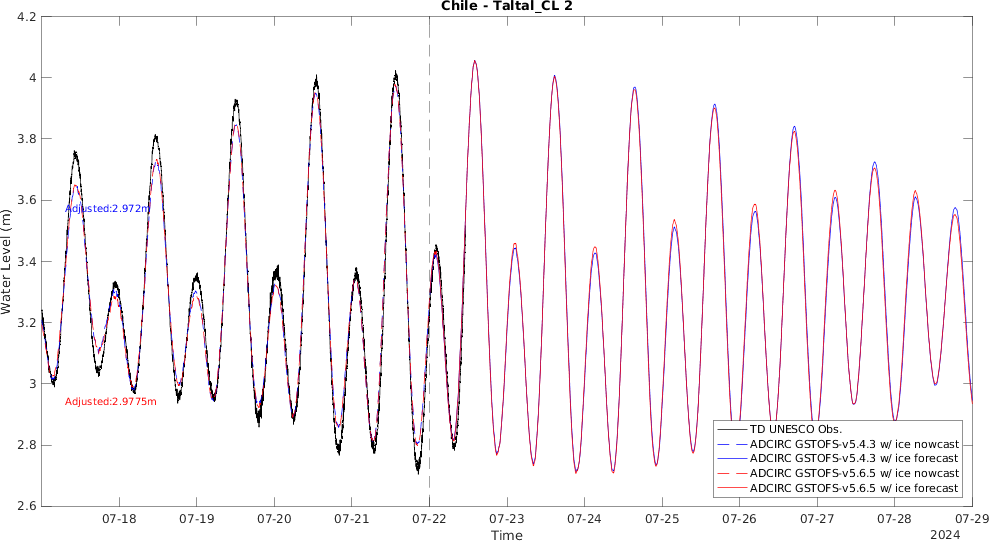 Chile - Taltal_CL 2
4.2
4
3.8
3.6
3.4
3.2
3
2.8
2.6
Water Level (m)
Adjusted:2.972m
Adjusted:2.9775m
TD UNESCO Obs.
ADCIRC GSTOFS-v5.4.3 w/ ice nowcast
ADCIRC GSTOFS-v5.4.3 w/ ice forecast
ADCIRC GSTOFS-v5.6.5 w/ ice nowcast
ADCIRC GSTOFS-v5.6.5 w/ ice forecast
07-18 07-19 07-20 07-21 07-22 07-23 07-24 07-25 07-26 07-27 07-28 07-29
Time
2024